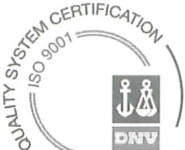 QUALITY SYSTEM CERTIFICATION
ISO 9001
DNV